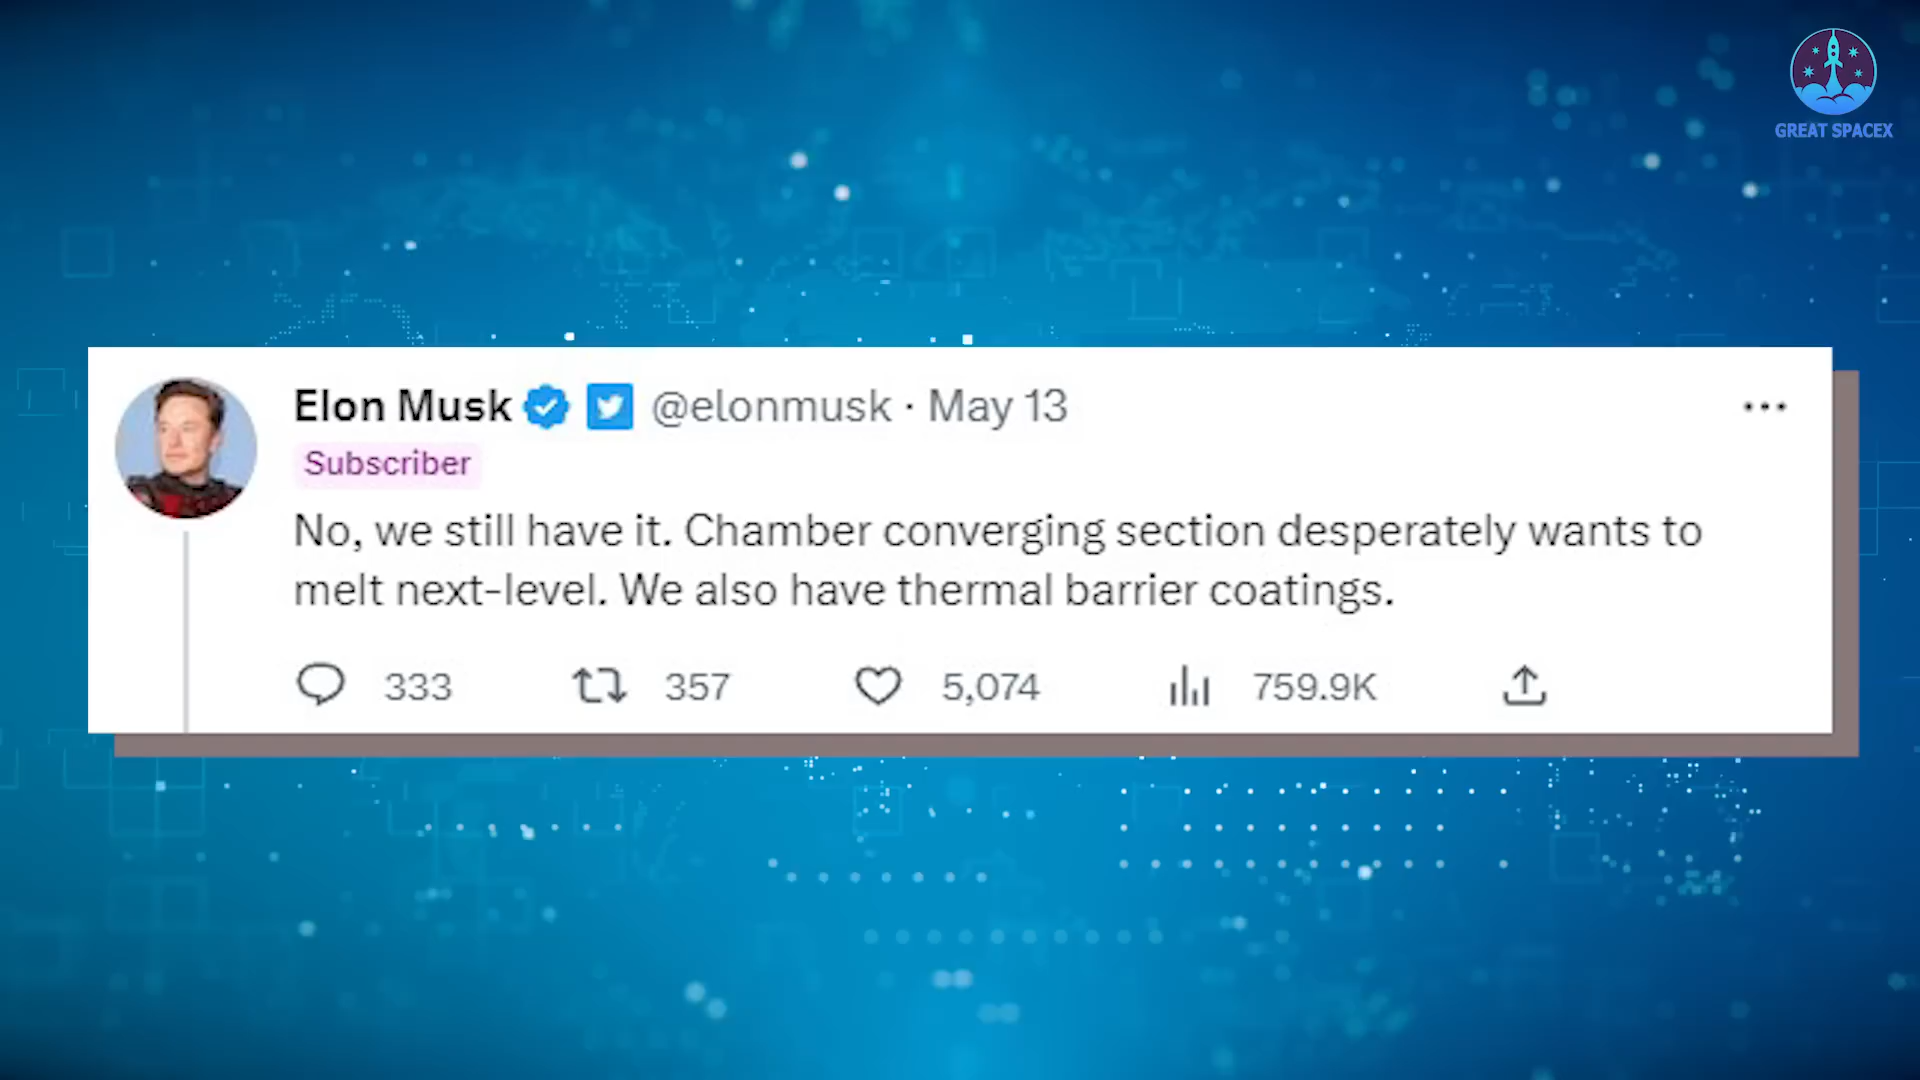 GREAT SPACEX
Elon Musk @elonmusk · May 13
Subscriber
No, we still have it. Chamber converging section desperately wants to
melt next-level. We also have thermal barrier coatings.
333 357 5,074 759.9K